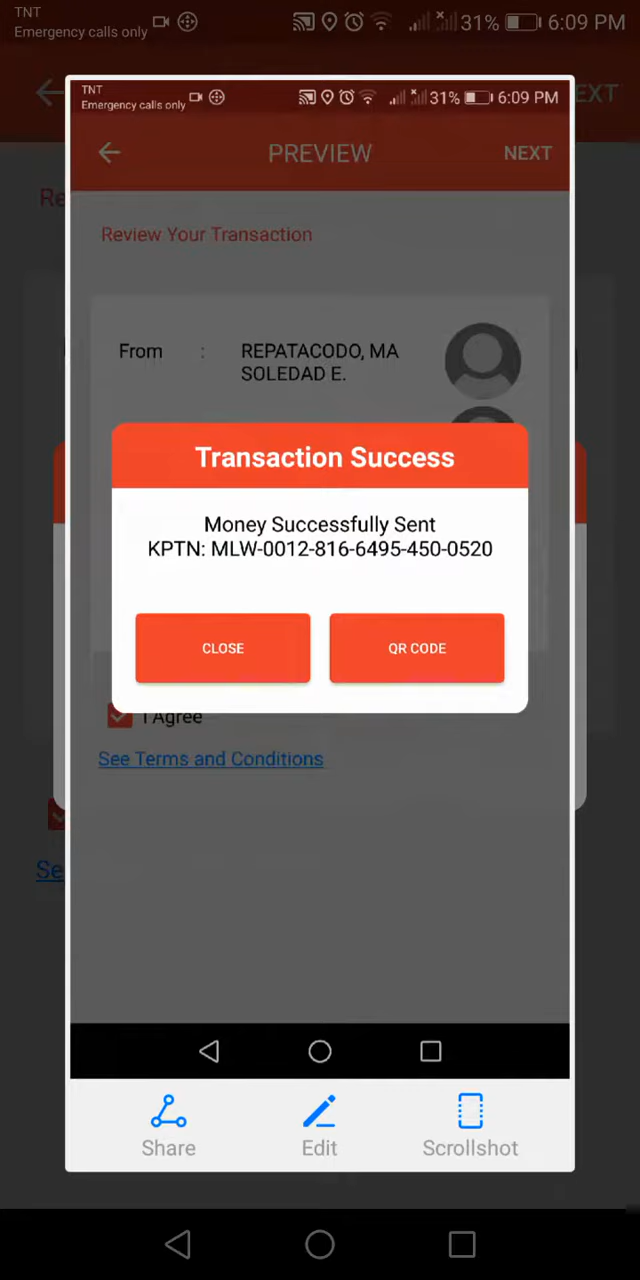 TNT
Emergency calls only
31% 6:09 PM
EXT
Re
TNT
Emergency calls only
31% 6:09 PM
PREVIEW
NEXT
Review Your Transaction
From : REPATACODO, MA
SOLEDAD E.
Transaction Success
Money Successfully Sent
KPTN: MLW-0012-816-6495-450-0520
CLOSE
QR CODE
I Agree
See Terms and Conditions
Se
Share
Edit
Scrollshot